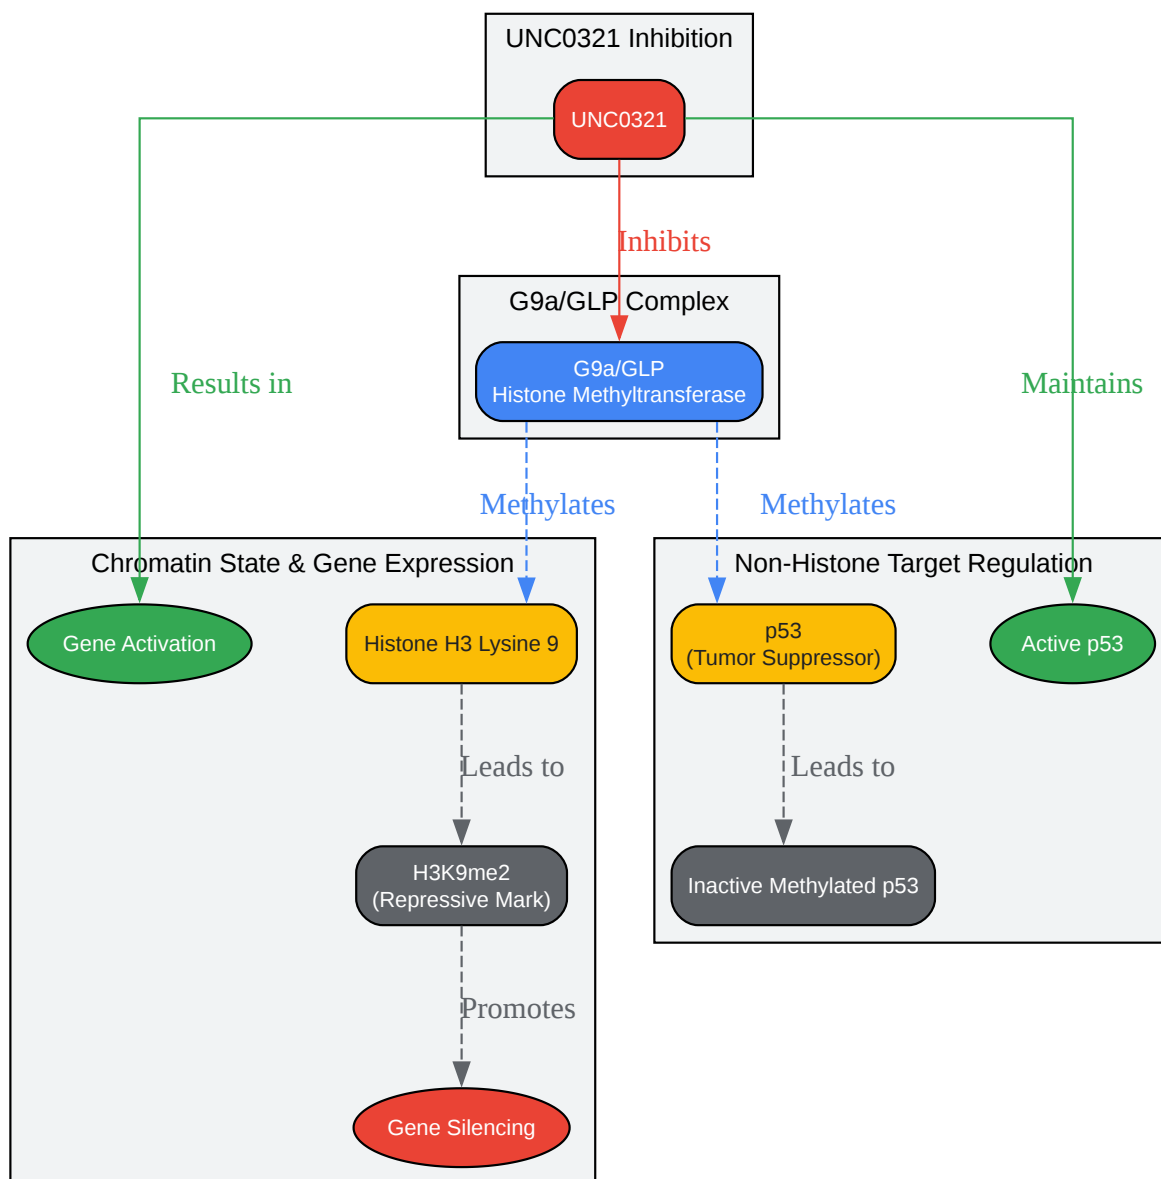 UNC0321 Inhibition
UNC0321
Inhibits
G9a/GLP Complex
G9a/GLP
Histone Methyltransferase
Results in
Maintains
Methylates
Methylates
Chromatin State & Gene Expression
Non-Histone Target Regulation
Gene Activation
Histone H3 Lysine 9
p53
(Tumor Suppressor)
Active p53
Leads to
Leads to
H3K9me2
(Repressive Mark)
Inactive Methylated p53
Promotes
Gene Silencing